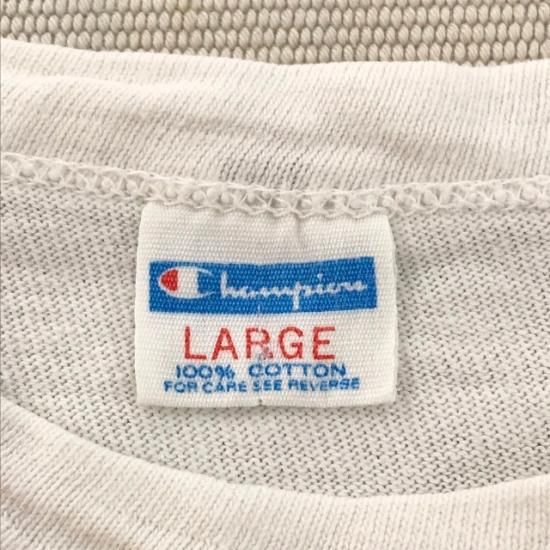 Champion
LARGE
100% COTTON
FOR CARE SEE REVERSE